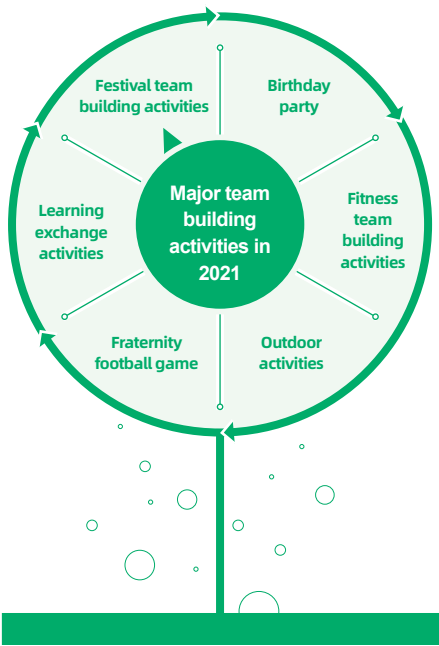 Festival team
building activities
Birthday
party
Learning
exchange
activities
Major team
building
activities in
2021
Fitness
team
building
activities
Fraternity
football game
Outdoor
activities